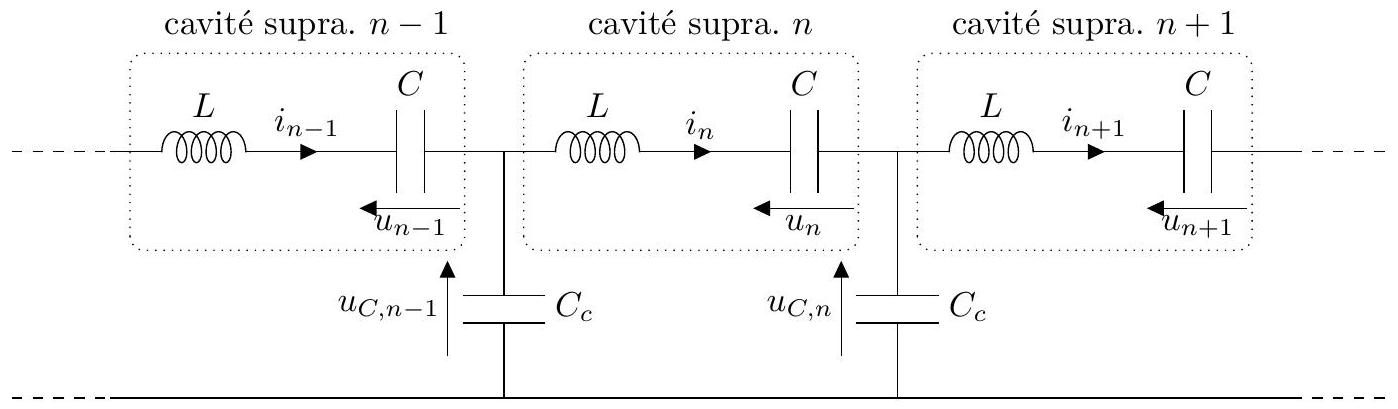 cavité supra. n − 1 cavité supra. n cavité supra. n + 1
C C C
L L L
i_{n−1} i_n i_{n+1}
u_{n−1} u_n u_{n+1}
u_{C,n−1} C_c u_{C,n} C_c